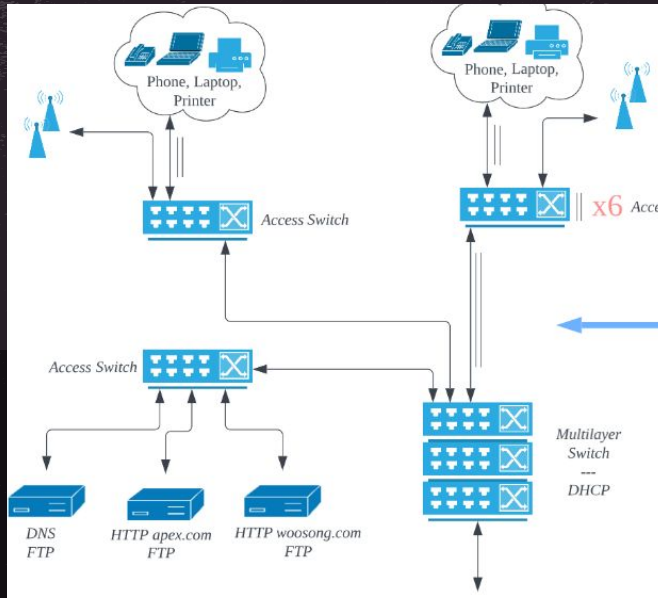 Phone, Laptop,
Printer
Phone, Laptop,
Printer
Access Switch
x6
Access Switch
Multilayer
Switch
---
DHCP
DNS
FTP
HTTP apex.com
FTP
HTTP woosong.com
FTP